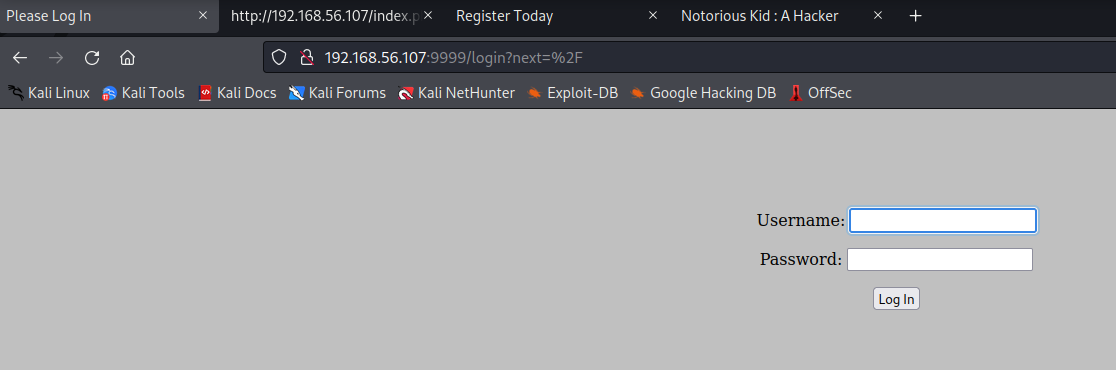 Please Log In × http://192.168.56.107/index.p × Register Today × Notorious Kid : A Hacker × +
192.168.56.107:9999/login?next=%2F
Kali Linux Kali Tools Kali Docs Kali Forums Kali NetHunter Exploit-DB Google Hacking DB OffSec
Username:
Password:
Log In